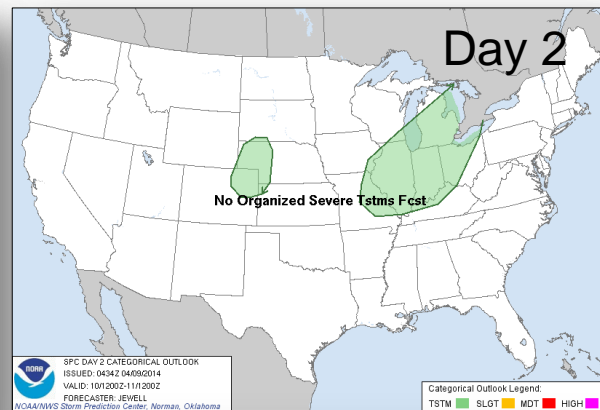 Day 2
No Organized Severe Tstms Fcst
NOAA
SPC DAY 2 CATEGORICAL OUTLOOK
ISSUED: 0434Z 04/09/2014
VALID: 10/1200Z-11/1200Z
FORECASTER: JEWELL
NOAA/NWS Storm Prediction Center, Norman, Oklahoma
Categorical Outlook Legend:
TSTM SLGT MDT HIGH